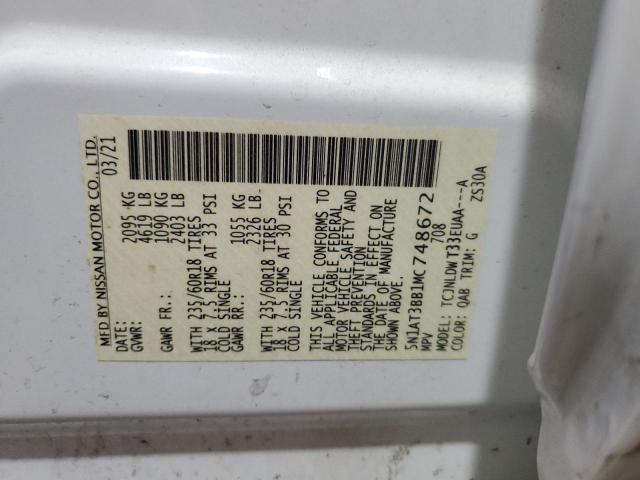 MFD BY NISSAN MOTOR CO., LTD.
DATE: 03/21
GVWR: 2095 KG
4619 LB
GAWR FR.: 1090 KG
2403 LB
WITH 235/60R18 TIRES
18 X 7.5 RIMS AT 33 PSI
COLD SINGLE
GAWR RR.: 1055 KG
2326 LB
WITH 235/60R18 TIRES
18 X 7.5 RIMS AT 30 PSI
COLD SINGLE
THIS VEHICLE CONFORMS TO
ALL APPLICABLE FEDERAL
MOTOR VEHICLE SAFETY AND
THEFT PREVENTION
STANDARDS IN EFFECT ON
THE DATE OF MANUFACTURE
5N1AT3BB1MC748672
MPV 708
MODEL: TCJNLDWT33EUAA---A
COLOR: QAB TRIM: G ZS30A